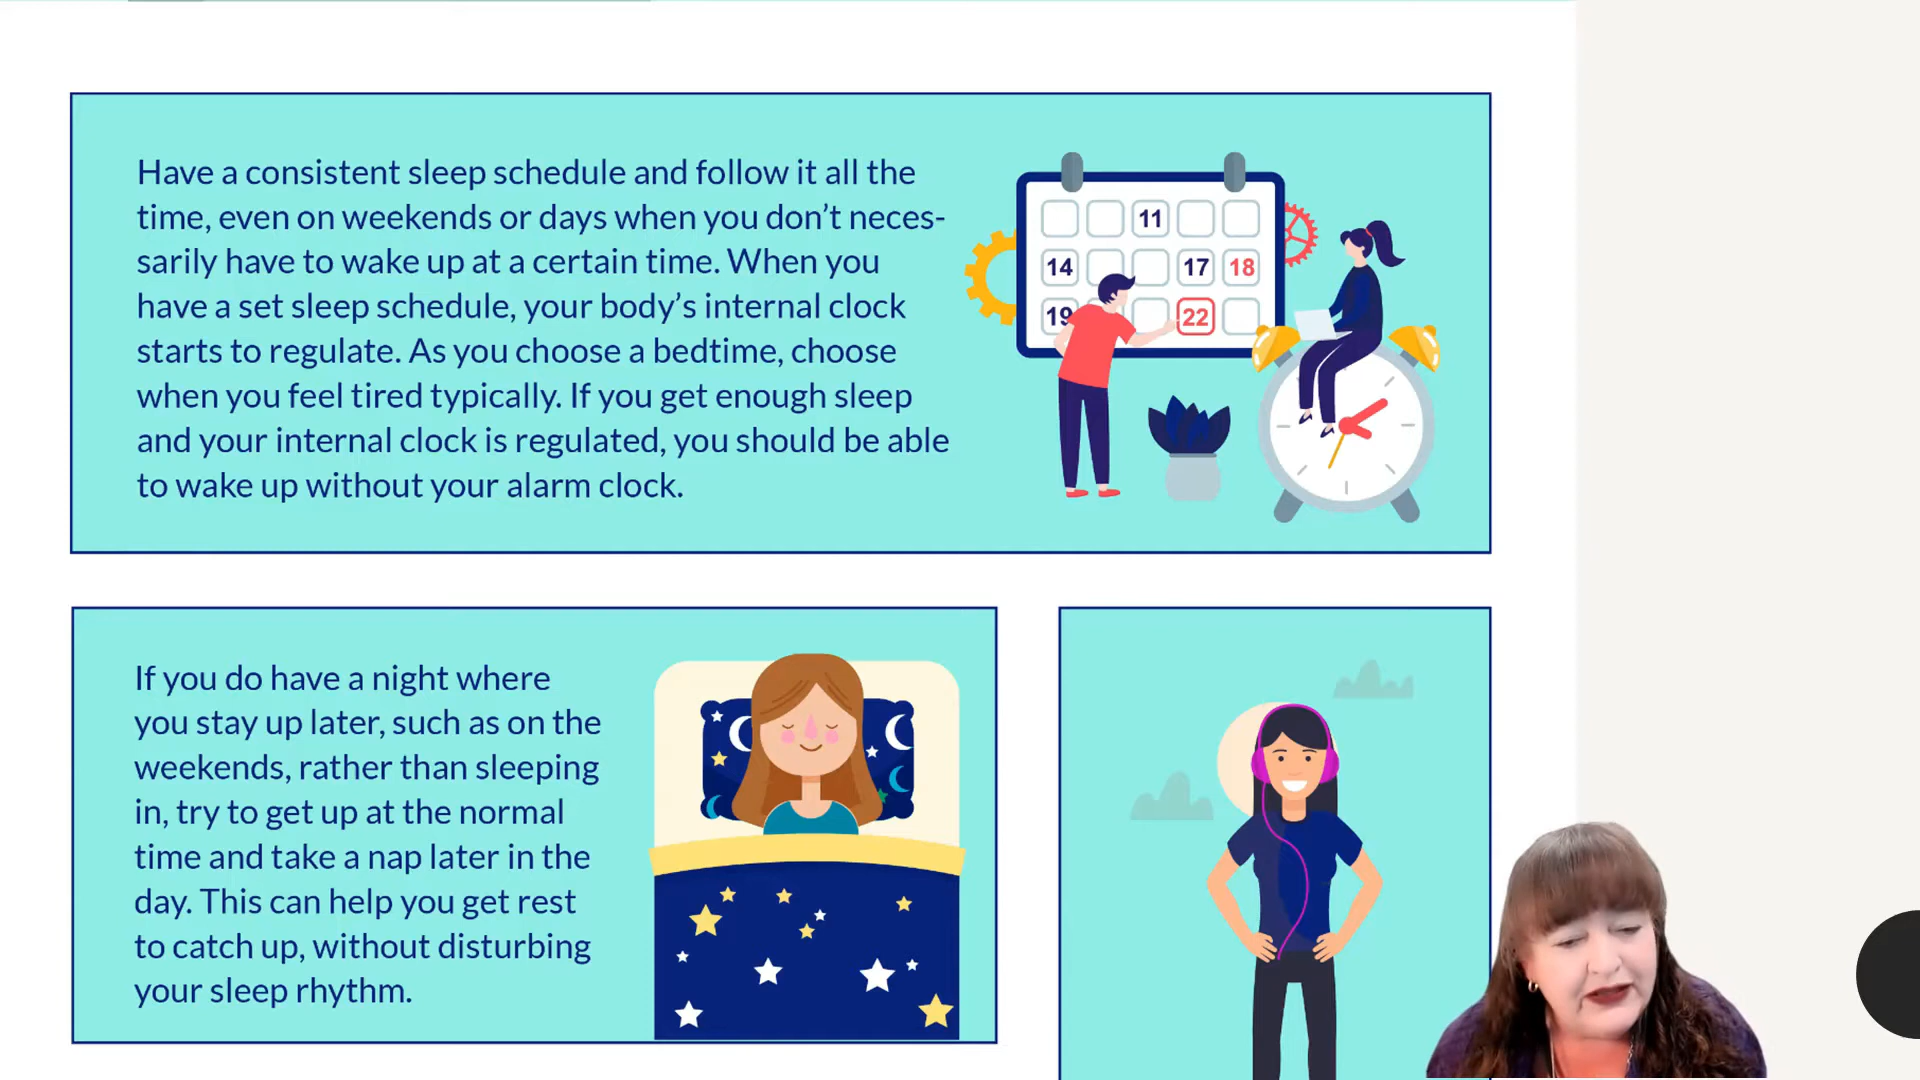 Have a consistent sleep schedule and follow it all the
time, even on weekends or days when you don’t neces-
sarily have to wake up at a certain time. When you
have a set sleep schedule, your body’s internal clock
starts to regulate. As you choose a bedtime, choose
when you feel tired typically. If you get enough sleep
and your internal clock is regulated, you should be able
to wake up without your alarm clock.
11
14 17 18
19 22
If you do have a night where
you stay up later, such as on the
weekends, rather than sleeping
in, try to get up at the normal
time and take a nap later in the
day. This can help you get rest
to catch up, without disturbing
your sleep rhythm.